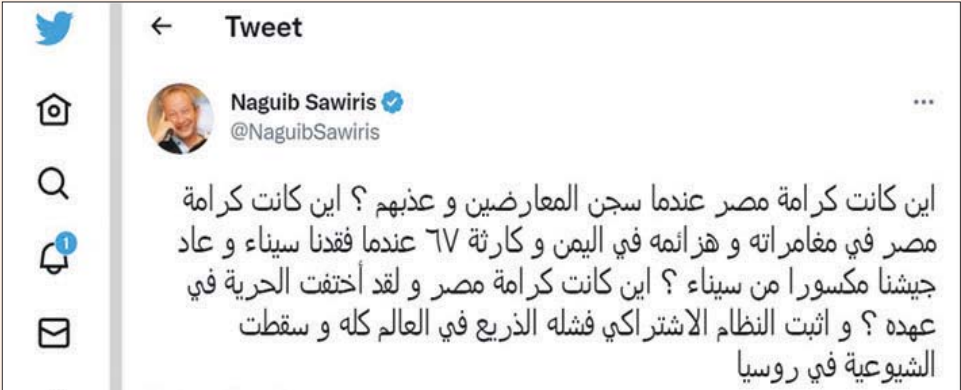 Tweet
Naguib Sawiris
@NaguibSawiris
1
اين كانت كرامة مصر عندما سجن المعارضين و عذبهم ؟ اين كانت كرامة
مصر في مغامراته و هزائمه في اليمن و كارثة ٦٧ عندما فقدنا سيناء و عاد
جيشنا مكسورا من سيناء ؟ اين كانت كرامة مصر و لقد أختفت الحرية في
عهده ؟ و اثبت النظام الاشتراكي فشله الذريع في العالم كله و سقطت
الشيوعية في روسيا